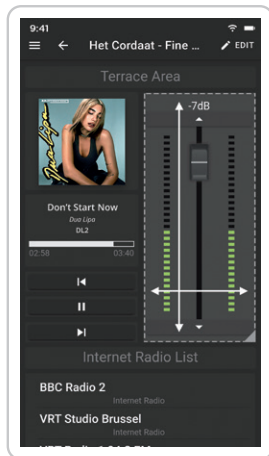 9:41
Het Cordaat - Fine ...
EDIT
Terrace Area
Dua Lipa
-7dB
Don't Start Now
Dua Lipa
DL2
02:58
03:40
Internet Radio List
BBC Radio 2
Internet Radio
VRT Studio Brussel
Internet Radio